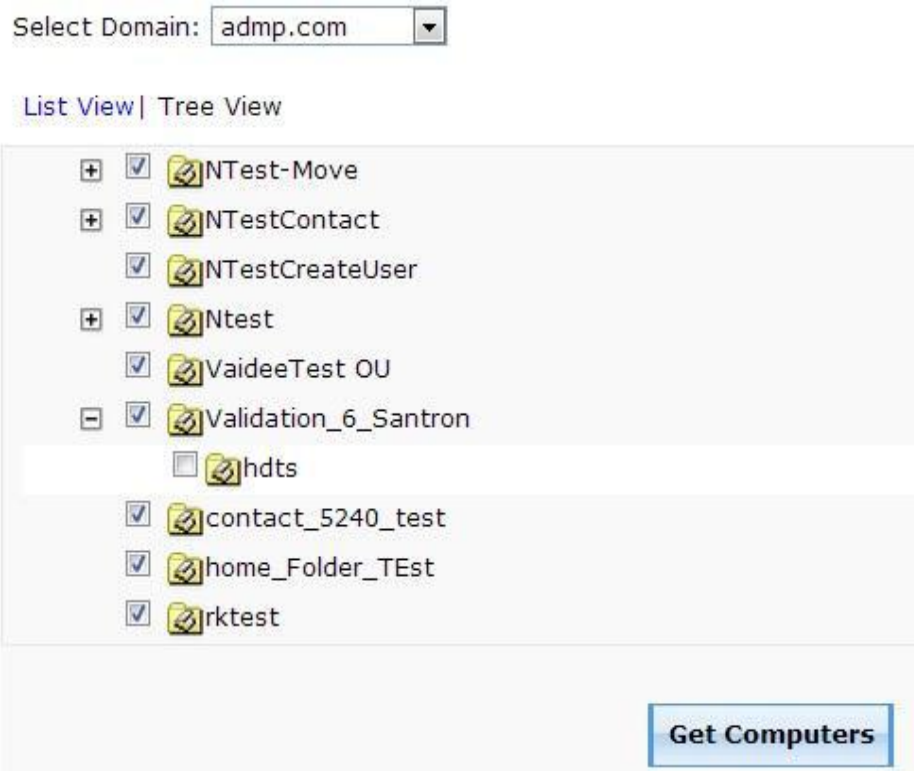 Select Domain: admp.com
List View| Tree View
NTest-Move
NTestContact
NTestCreateUser
Ntest
VaideeTest OU
Validation_6_Santron
hdts
contact_5240_test
home_Folder_TEst
rktest
Get Computers